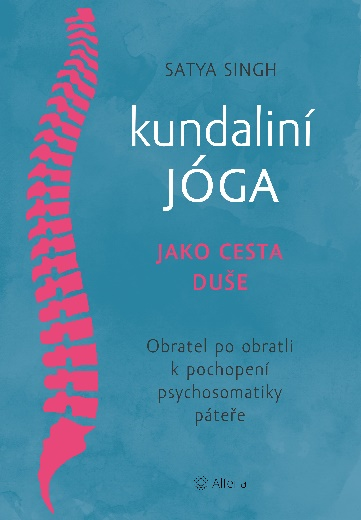 SATYA SINGH
kundaliní
JÓGA
JAKO CESTA
DUŠE
Obratel po obratli
k pochopení
psychosomatiky
páteře